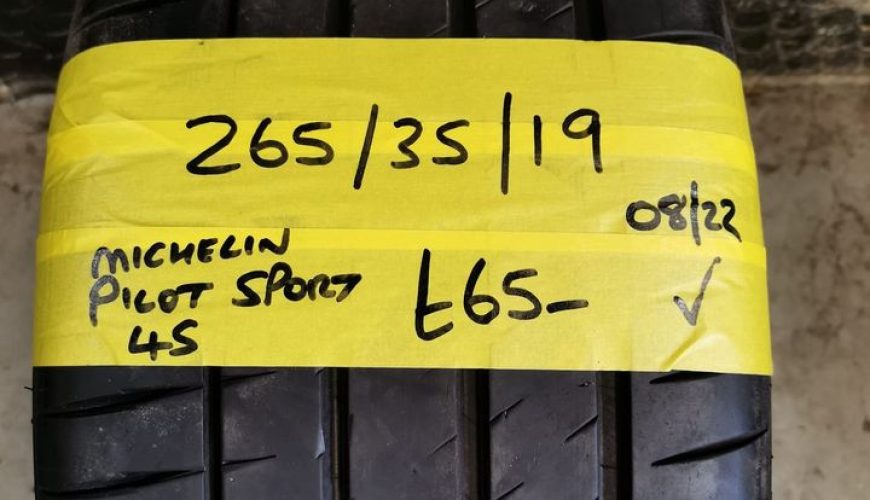 265/35/19
08/22
MICHELIN
PILOT SPORT
4S
£65-
✓